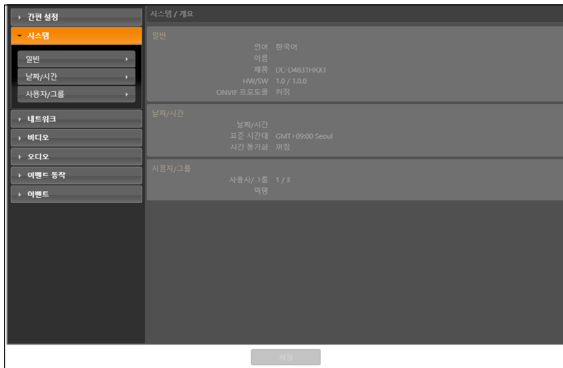 간편 설정
시스템
일반
날짜/시간
사용자/그룹
네트워크
비디오
오디오
이벤트 동작
이벤트
시스템 / 개요
일반
언어 한국어
이름
제품
HW/SW 1.0 / 1.0.0
ONVIF 프로토콜 켜짐
날짜/시간
날짜/시간
표준 시간대 GMT+09:00 Seoul
시간 동기화 꺼짐
사용자/그룹
사용자/그룹 1 / 3
익명